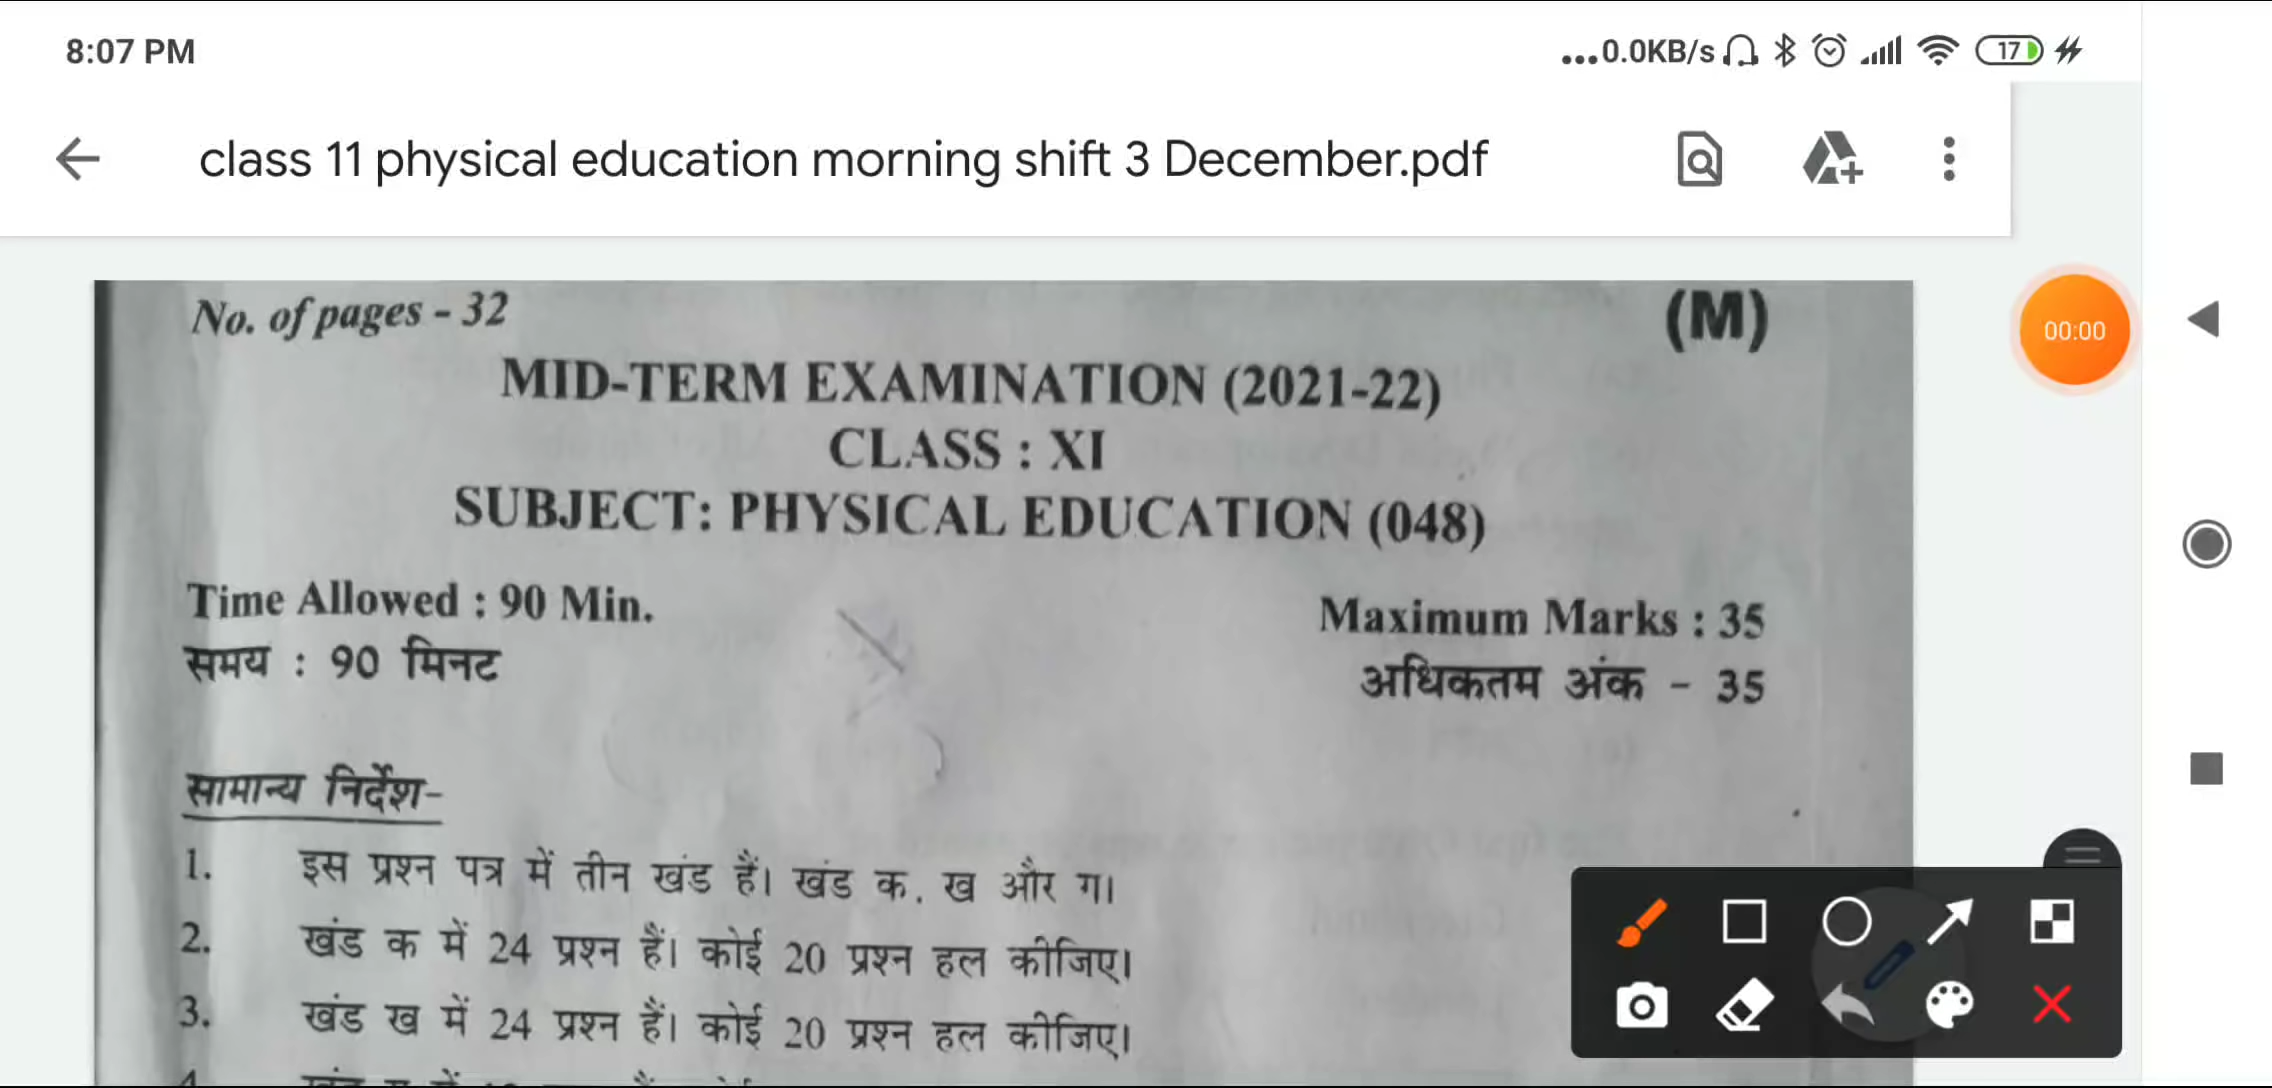 8:07 PM
...0.0KB/s 17
class 11 physical education morning shift 3 December.pdf
No. of pages - 32
(M)
MID-TERM EXAMINATION (2021-22)
CLASS : XI
SUBJECT: PHYSICAL EDUCATION (048)
00:00
Time Allowed : 90 Min.
Maximum Marks : 35
समय : 90 मिनट
अधिकतम अंक - 35
सामान्य निर्देश-
1. इस प्रश्न पत्र में तीन खंड हैं। खंड क, ख और ग।
2. खंड क में 24 प्रश्न हैं। कोई 20 प्रश्न हल कीजिए।
3. खंड ख में 24 प्रश्न हैं। कोई 20 प्रश्न हल कीजिए।